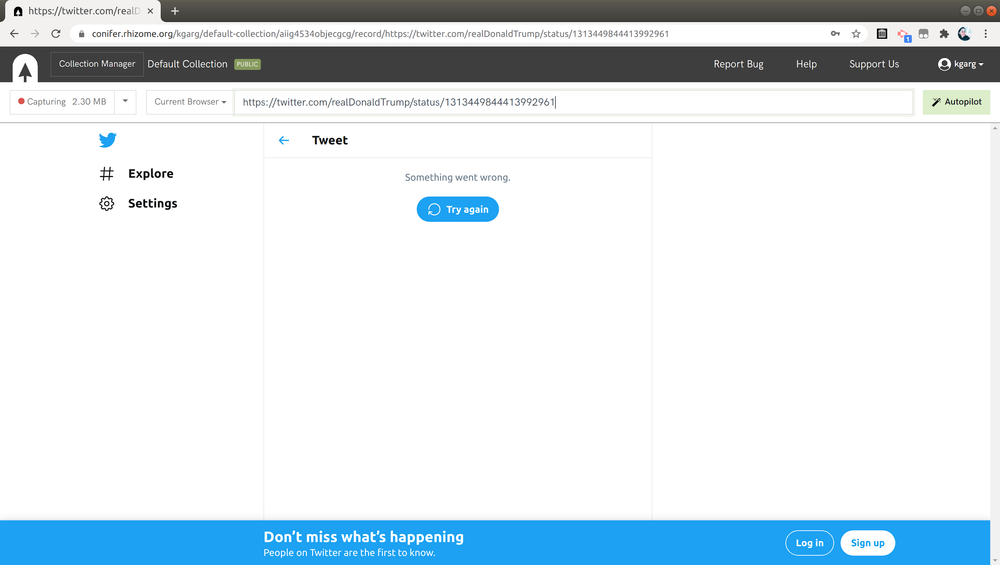 https://twitter.com/realD
conifer.rhizome.org/kgarg/default-collection/aiig4534objecgcg/record/https://twitter.com/realDonaldTrump/status/1313449844413992961
1
Collection Manager Default Collection PUBLIC Report Bug Help Support Us kgarg
Capturing 2.30 MB Current Browser https://twitter.com/realDonaldTrump/status/1313449844413992961 Autopilot
Tweet
Explore
Something went wrong.
Settings
Try again
Don’t miss what’s happening
People on Twitter are the first to know.
Log in Sign up